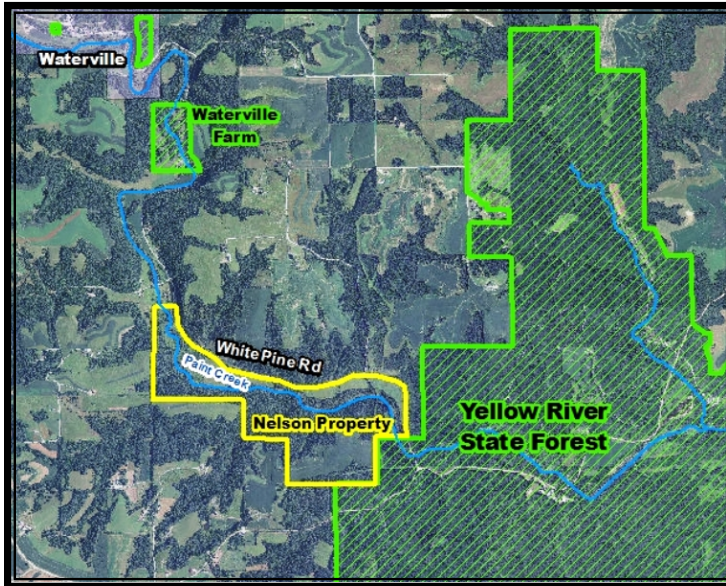 Waterville
Waterville
Farm
White Pine Rd
Paint Creek
Nelson Property
Yellow River
State Forest